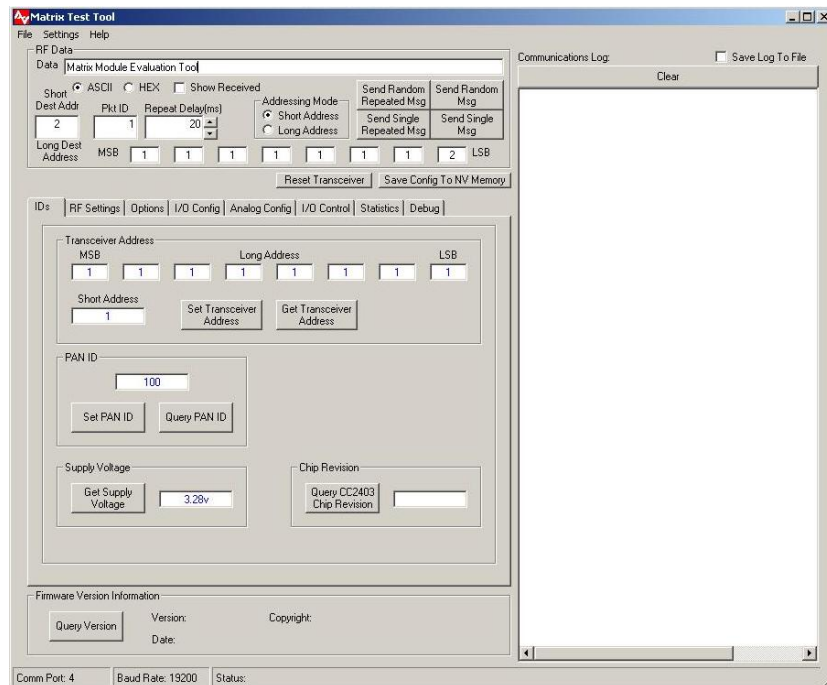 Matrix Test Tool
File Settings Help
RF Data
Data Matrix Module Evaluation Tool
ASCII HEX Show Received
Short Dest Addr
2
Pkt ID
1
Repeat Delay(ms)
20
Addressing Mode
Short Address
Long Address
Send Random Repeated Msg
Send Random Msg
Send Single Repeated Msg
Send Single Msg
Long Dest Address
MSB 1 1 1 1 1 1 1 2 LSB
Reset Transceiver
Save Config To NV Memory
IDs RF Settings Options I/O Config Analog Config I/O Control Statistics Debug
Transceiver Address
MSB Long Address LSB
1 1 1 1 1 1 1 1
Short Address
1
Set Transceiver Address
Get Transceiver Address
PAN ID
100
Set PAN ID
Query PAN ID
Supply Voltage
Get Supply Voltage
3.28v
Chip Revision
Query CC2403 Chip Revision
Firmware Version Information
Query Version
Version:
Copyright:
Date:
Communications Log:
Save Log To File
Clear
Comm Port: 4
Baud Rate: 19200
Status: